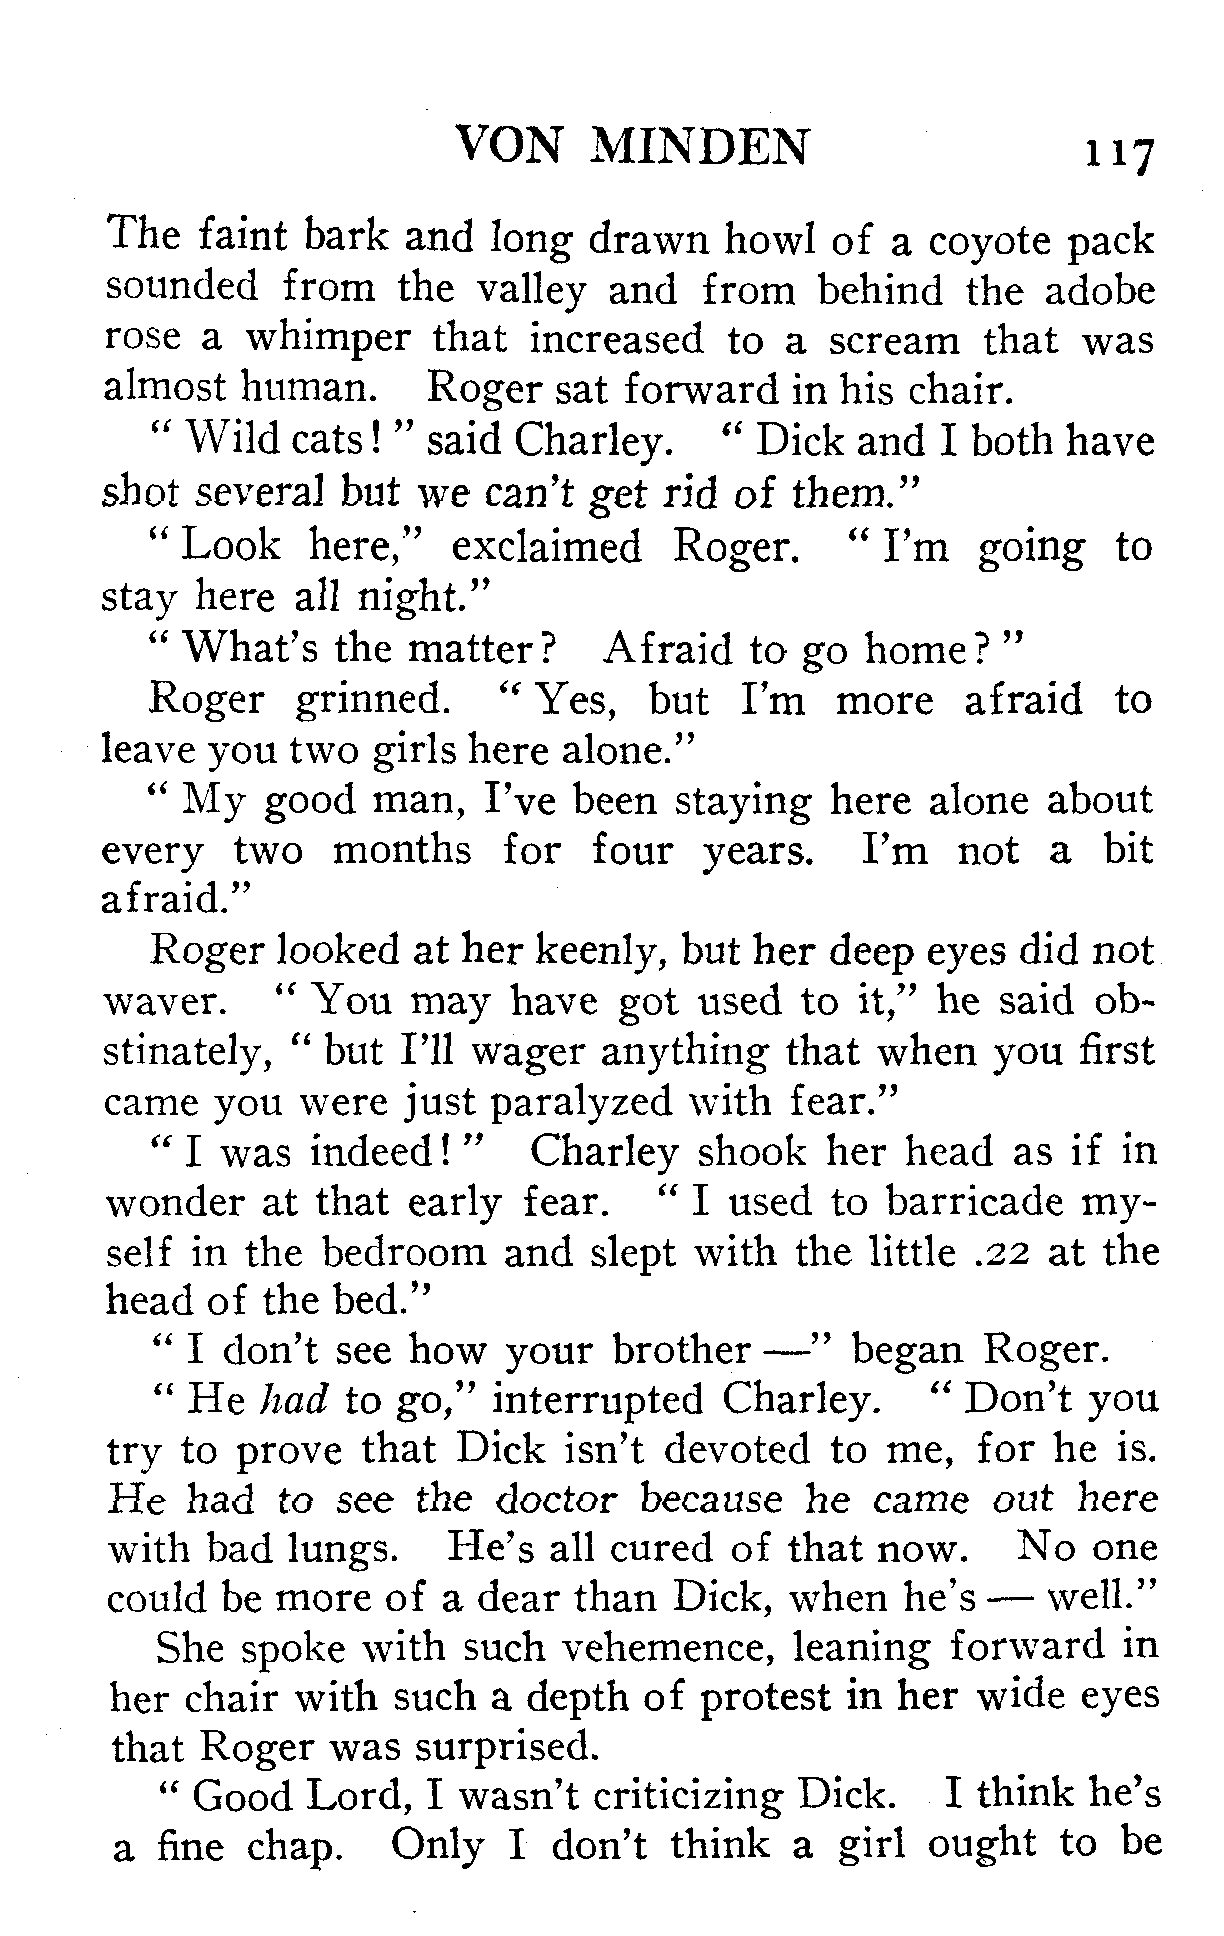 VON MINDEN 117
The faint bark and long drawn howl of a coyote pack
sounded from the valley and from behind the adobe
rose a whimper that increased to a scream that was
almost human. Roger sat forward in his chair.
" Wild cats! " said Charley. " Dick and I both have
shot several but we can't get rid of them."
" Look here," exclaimed Roger. " I'm going to
stay here all night."
" What's the matter? Afraid to go home? "
Roger grinned. " Yes, but I'm more afraid to
leave you two girls here alone."
" My good man, I've been staying here alone about
every two months for four years. I'm not a bit
afraid."
Roger looked at her keenly, but her deep eyes did not
waver. " You may have got used to it," he said ob-
stinately, " but I'll wager anything that when you first
came you were just paralyzed with fear."
" I was indeed! " Charley shook her head as if in
wonder at that early fear. " I used to barricade my-
self in the bedroom and slept with the little .22 at the
head of the bed."
" I don't see how your brother —" began Roger.
" He had to go," interrupted Charley. " Don't you
try to prove that Dick isn't devoted to me, for he is.
He had to see the doctor because he came out here
with bad lungs. He's all cured of that now. No one
could be more of a dear than Dick, when he's — well."
She spoke with such vehemence, leaning forward in
her chair with such a depth of protest in her wide eyes
that Roger was surprised.
" Good Lord, I wasn't criticizing Dick. I think he's
a fine chap. Only I don't think a girl ought to be